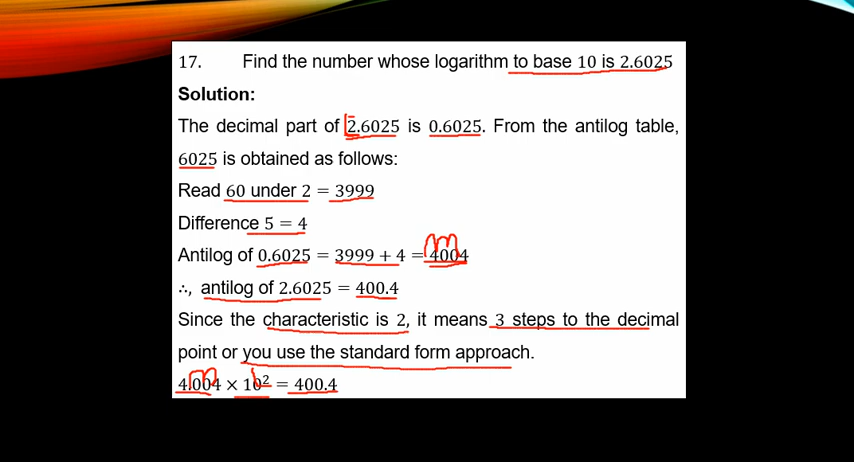 17. Find the number whose logarithm to base 10 is 2.6025
Solution:
The decimal part of 2.6025 is 0.6025. From the antilog table,
6025 is obtained as follows:
Read 60 under 2 = 3999
Difference 5 = 4
Antilog of 0.6025 = 3999 + 4 = 4004
∴, antilog of 2.6025 = 400.4
Since the characteristic is 2, it means 3 steps to the decimal
point or you use the standard form approach.
4.004 × 10² = 400.4